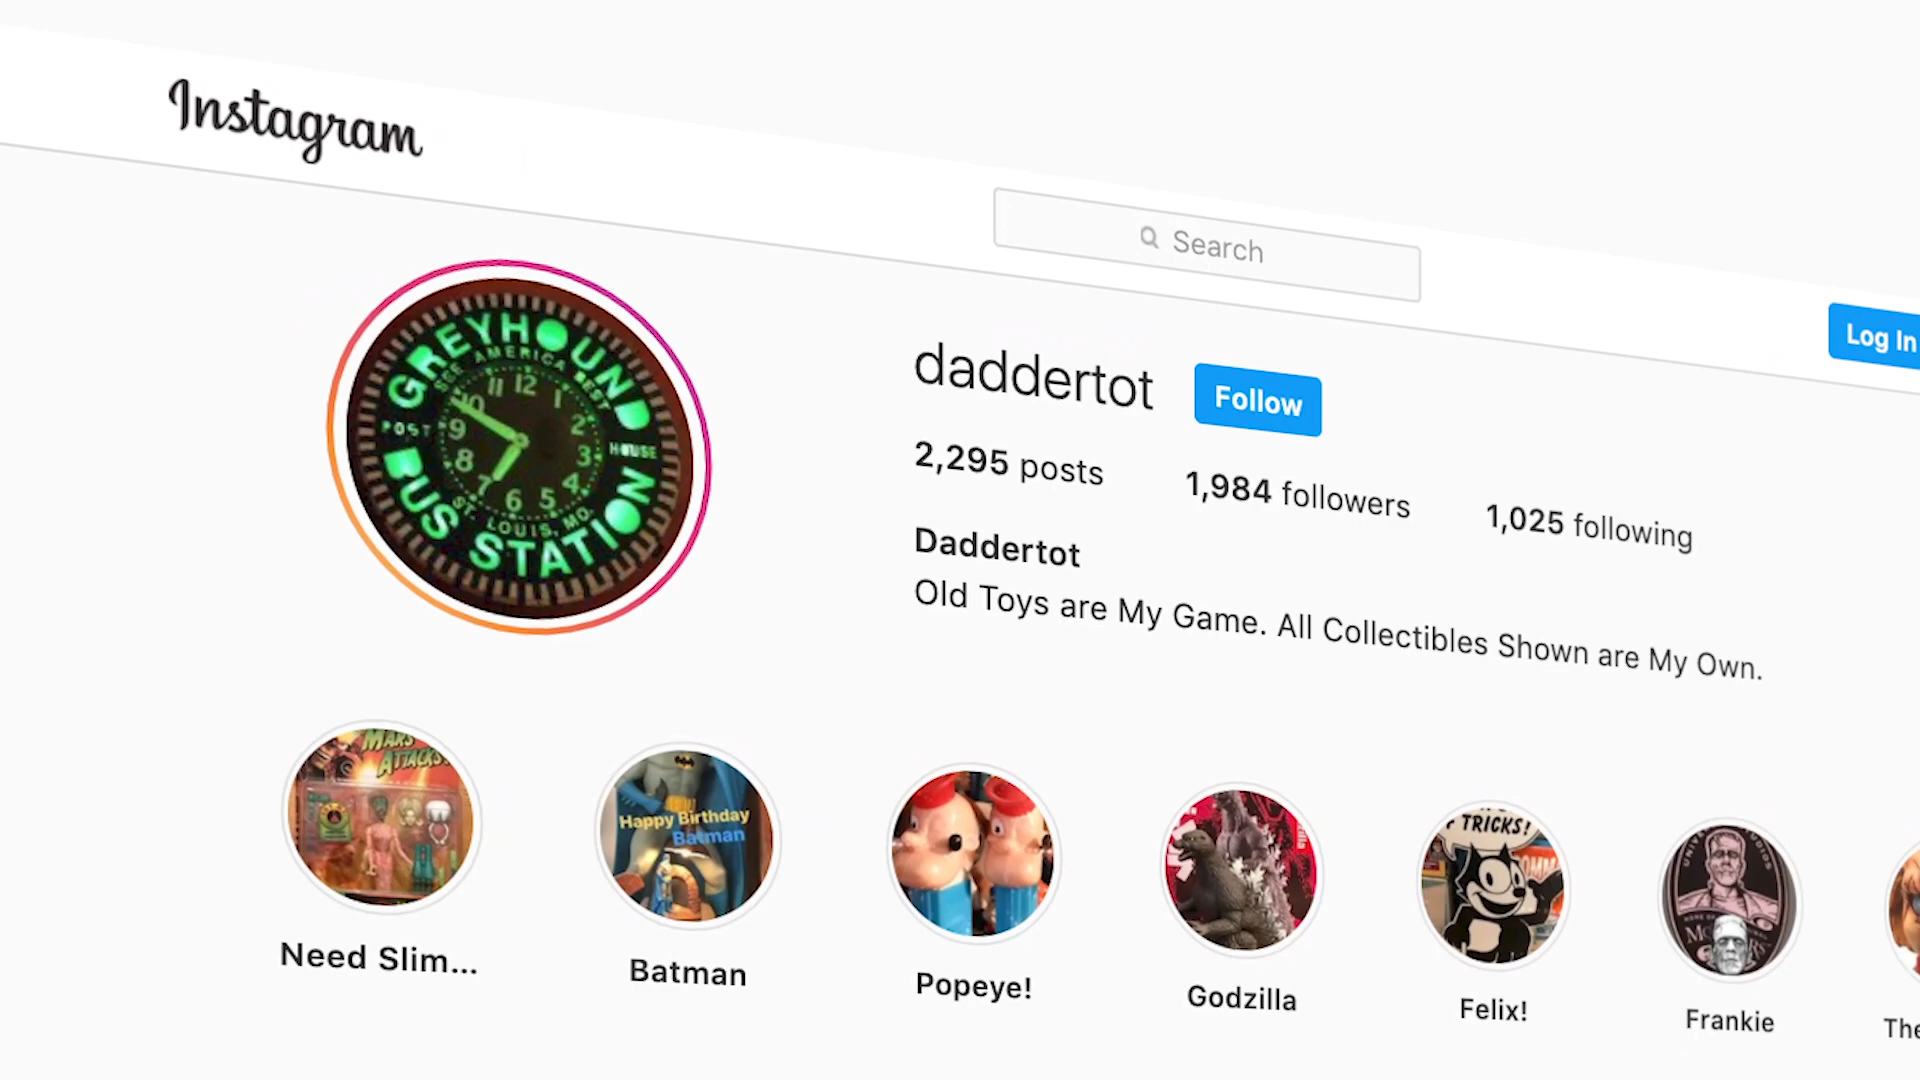 Instagram
Search
Log In
daddertot
Follow
2,295 posts
1,984 followers
1,025 following
Daddertot
Old Toys are My Game. All Collectibles Shown are My Own.
GREYHOUND
SEE AMERICA BEST
POST HOUSE
11 12 1
10 2
9 3
8 4
7 6 5
ST. LOUIS, MO.
BUS STATION
MARS
ATTACKS
Happy Birthday
Batman
TRICKS!
Need Slim...
Batman
Popeye!
Godzilla
Felix!
Frankie
The